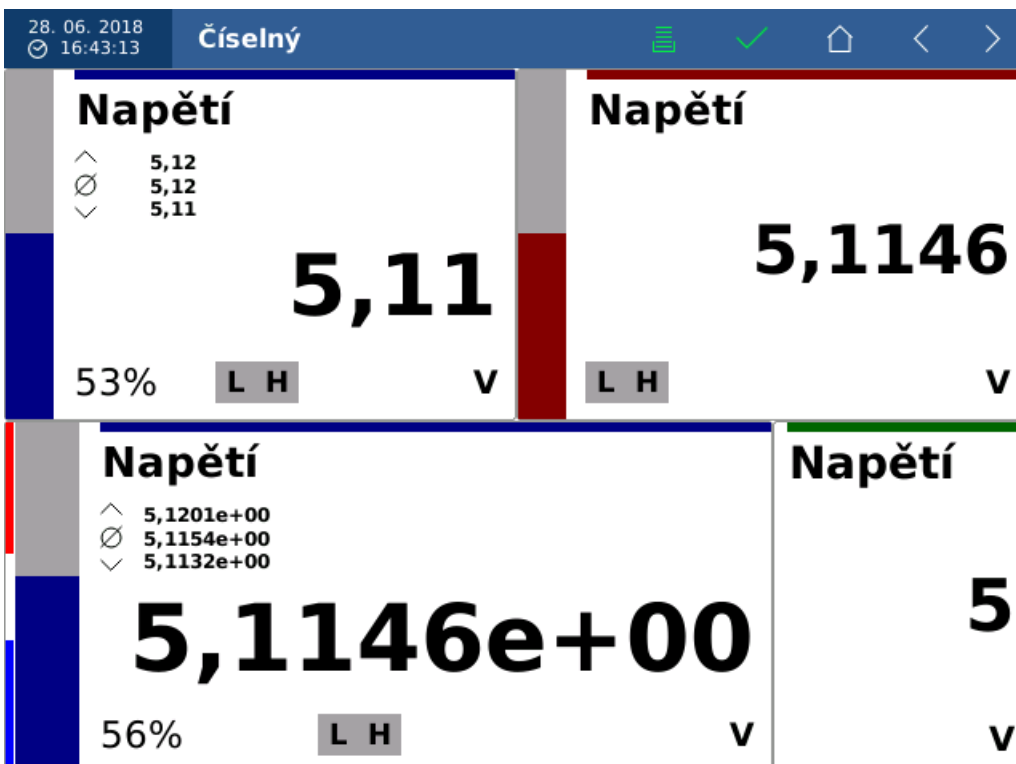 28. 06. 2018
16:43:13
Číselný
Napětí
5,12
5,12
5,11
5,11
53%
L H
V
Napětí
5,1146
L H
V
Napětí
5,1201e+00
5,1154e+00
5,1132e+00
5,1146e+00
56%
L H
V
Napětí
5
V